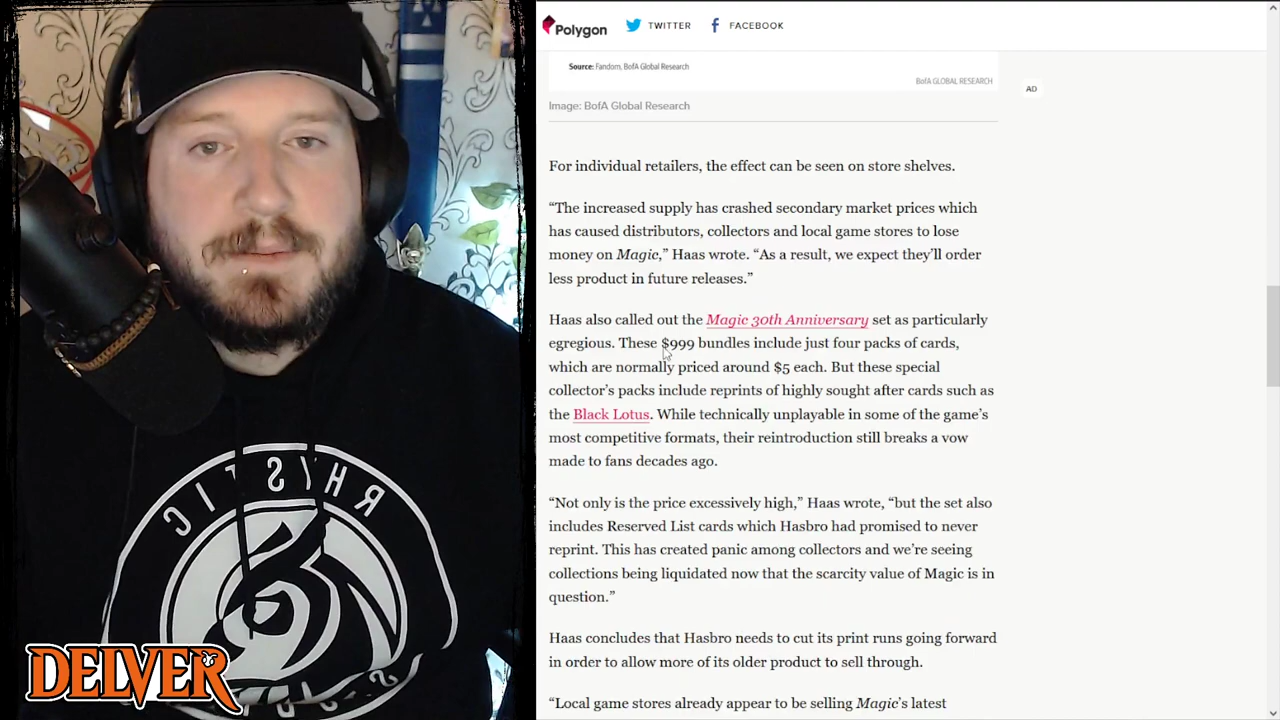 Polygon
TWITTER
FACEBOOK
Source: Fandom, BofA Global Research
BofA GLOBAL RESEARCH
AD
Image: BofA Global Research
For individual retailers, the effect can be seen on store shelves.
“The increased supply has crashed secondary market prices which
has caused distributors, collectors and local game stores to lose
money on Magic,” Haas wrote. “As a result, we expect they’ll order
less product in future releases.”
Haas also called out the Magic 30th Anniversary set as particularly
egregious. These $999 bundles include just four packs of cards,
which are normally priced around $5 each. But these special
collector’s packs include reprints of highly sought after cards such as
the Black Lotus. While technically unplayable in some of the game’s
most competitive formats, their reintroduction still breaks a vow
made to fans decades ago.
“Not only is the price excessively high,” Haas wrote, “but the set also
includes Reserved List cards which Hasbro had promised to never
reprint. This has created panic among collectors and we’re seeing
collections being liquidated now that the scarcity value of Magic is in
question.”
Haas concludes that Hasbro needs to cut its print runs going forward
in order to allow more of its older product to sell through.
“Local game stores already appear to be selling Magic’s latest
RHYSTIC
DELVER